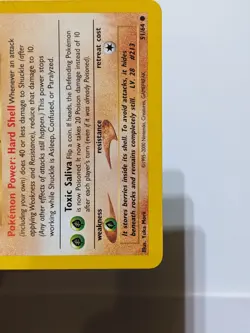 Pokémon Power: Hard Shell Whenever an attack
(including your own) does 40 or less damage to Shuckle (after
applying Weakness and Resistance), reduce that damage to 10.
(Any other effects of attacks still happen.) This power stops
working while Shuckle is Asleep, Confused, or Paralyzed.
Toxic Saliva Flip a coin. If heads, the Defending Pokémon
is now Poisoned. It now takes 20 Poison damage instead of 10
after each player's turn (even if it was already Poisoned).
weakness
resistance
retreat cost
It stores berries inside its shell. To avoid attacks, it hides
beneath rocks and remains completely still. LV. 28 #213
Illus. Yuka Morii
©1995-2000 Nintendo, Creatures, GAMEFREAK.
51/64